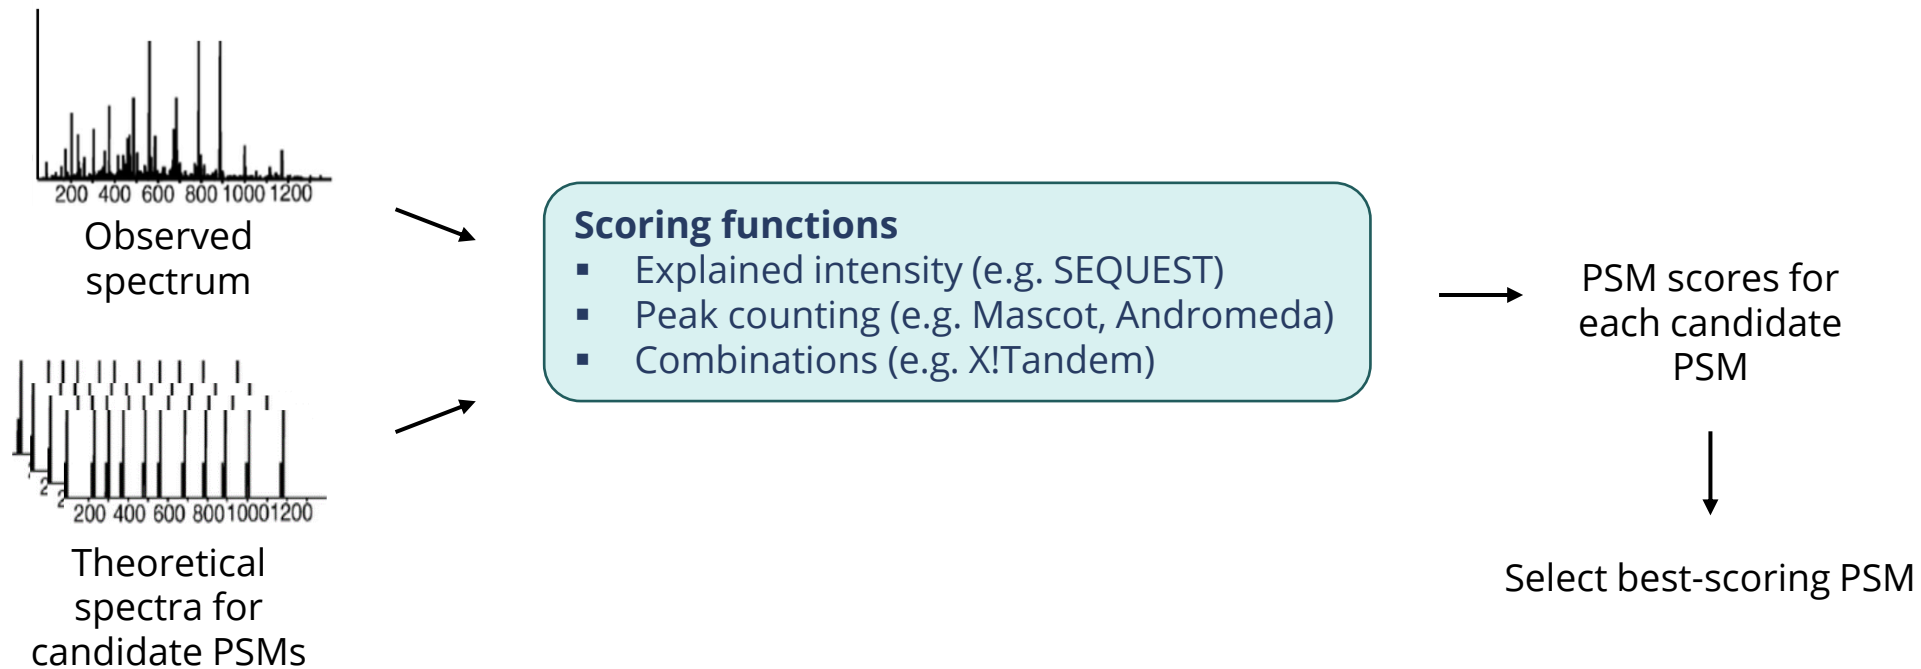 200 400 600 800 1000 1200
Observed
spectrum
2
2
200 400 600 800 1000 1200
Theoretical
spectra for
candidate PSMs
Scoring functions
▪ Explained intensity (e.g. SEQUEST)
▪ Peak counting (e.g. Mascot, Andromeda)
▪ Combinations (e.g. X!Tandem)
PSM scores for
each candidate
PSM
Select best-scoring PSM